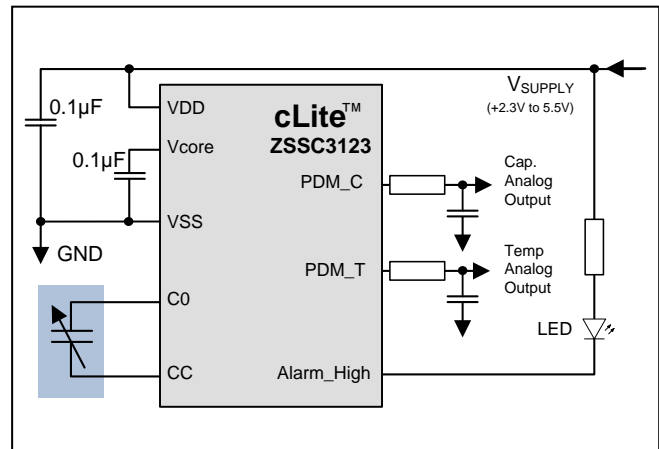 VSUPPLY
(+2.3V to 5.5V)
0.1µF
VDD
cLite™
ZSSC3123
0.1µF
Vcore
PDM_C
Cap.
Analog
Output
VSS
GND
PDM_T
Temp
Analog
Output
C0
LED
CC
Alarm_High